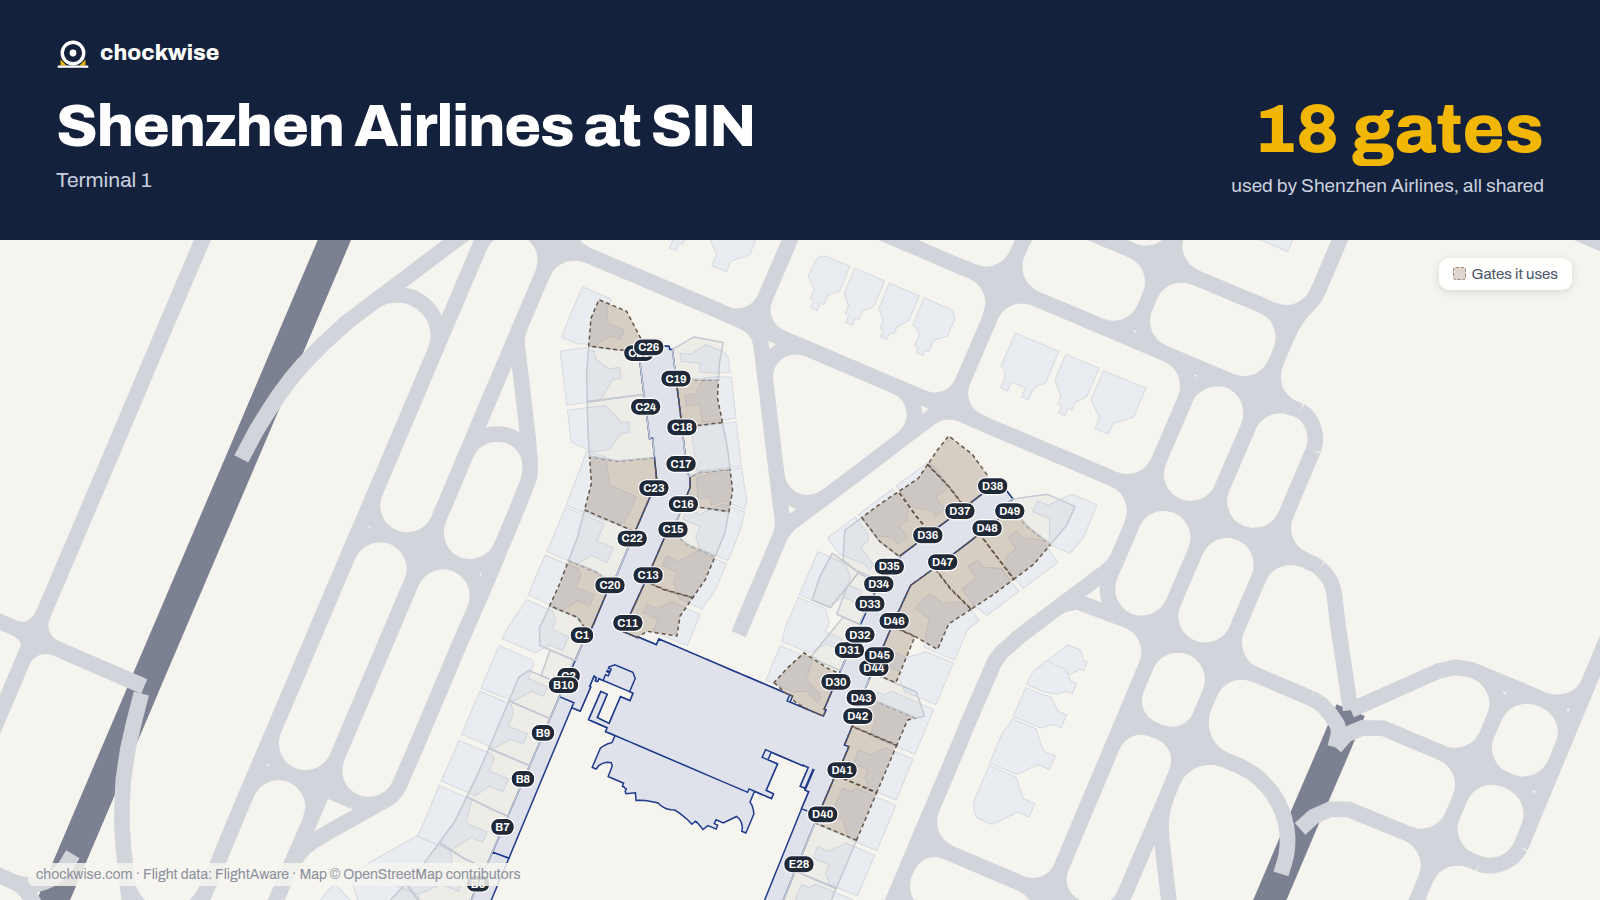 chockwise
Shenzhen Airlines at SIN
Terminal 1
18 gates
used by Shenzhen Airlines, all shared
Gates it uses
C26
C19
C24
C18
C17
C23
C16
C15
C22
C13
C20
C11
C1
B10
B9
B8
B7
D38
D37
D49
D48
D36
D47
D35
D34
D33
D46
D32
D31
D45
D44
D30
D43
D42
D41
D40
E28
chockwise.com · Flight data: FlightAware · Map © OpenStreetMap contributors